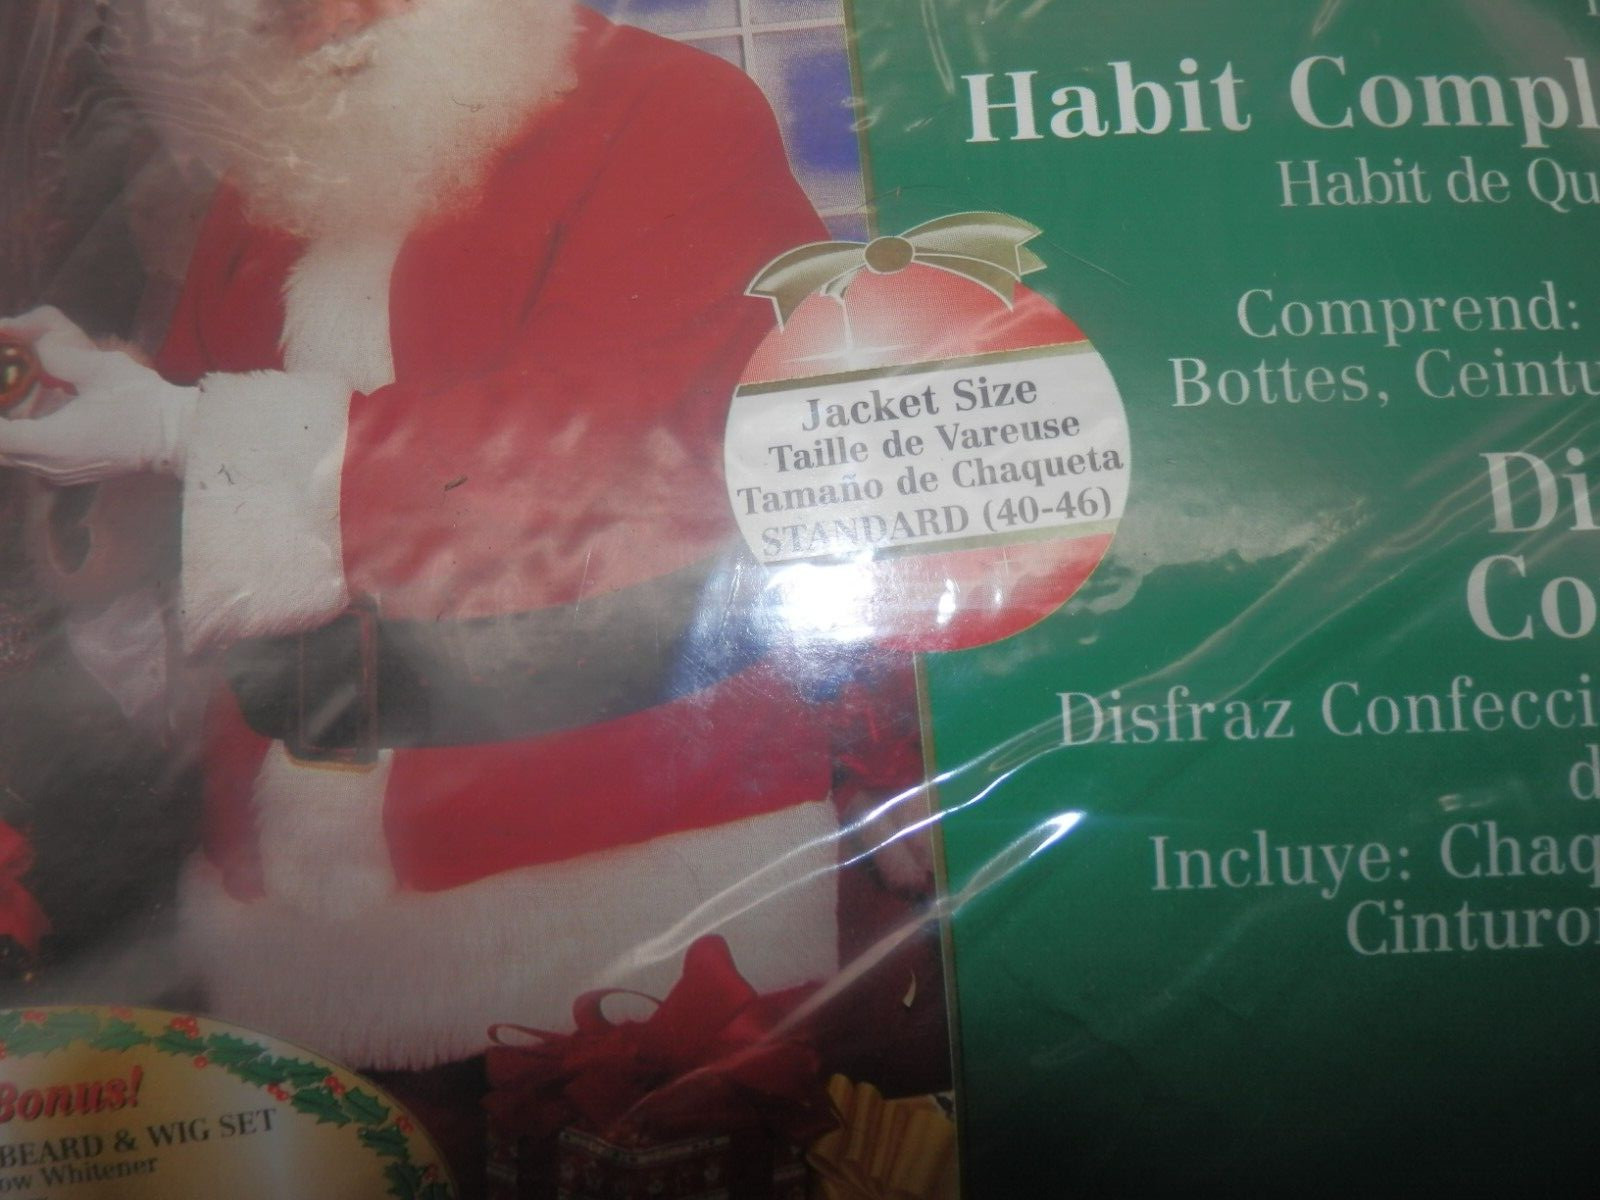 Habit Compl
Habit de Qu
Comprend:
Bottes, Ceintu
Jacket Size
Taille de Vareuse
Tamaño de Chaqueta
STANDARD (40-46)
Di
Co
Disfraz Confecci
d
Incluye: Chaq
Cinturon
Bonus!
BEARD & WIG SET
ow Whitener